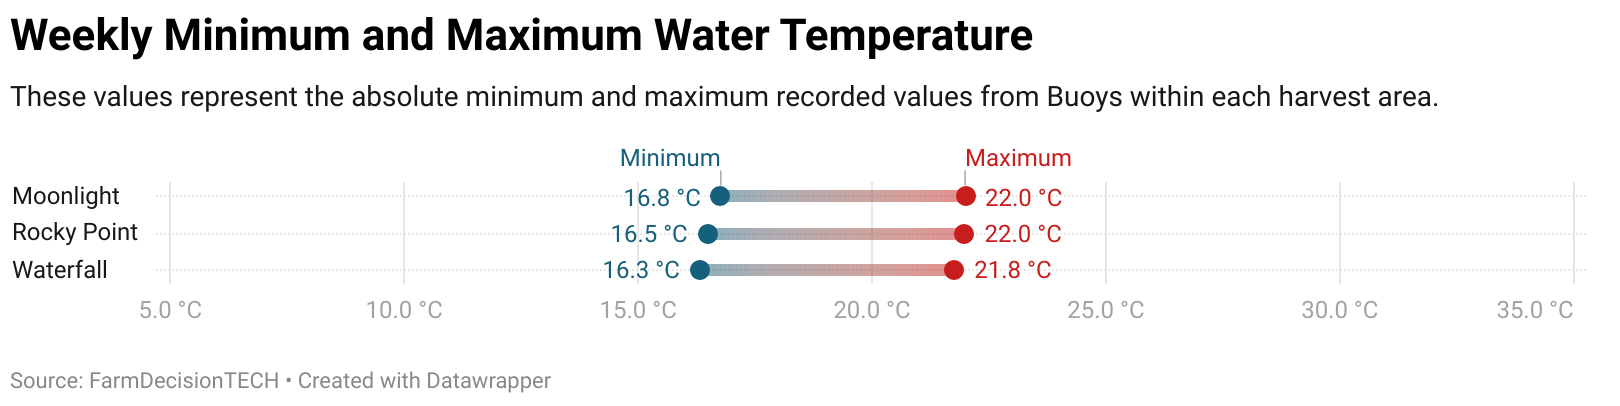 Weekly Minimum and Maximum Water Temperature
These values represent the absolute minimum and maximum recorded values from Buoys within each harvest area.
Minimum Maximum
Moonlight 16.8 °C 22.0 °C
Rocky Point 16.5 °C 22.0 °C
Waterfall 16.3 °C 21.8 °C
5.0 °C 10.0 °C 15.0 °C 20.0 °C 25.0 °C 30.0 °C 35.0 °C
Source: FarmDecisionTECH • Created with Datawrapper